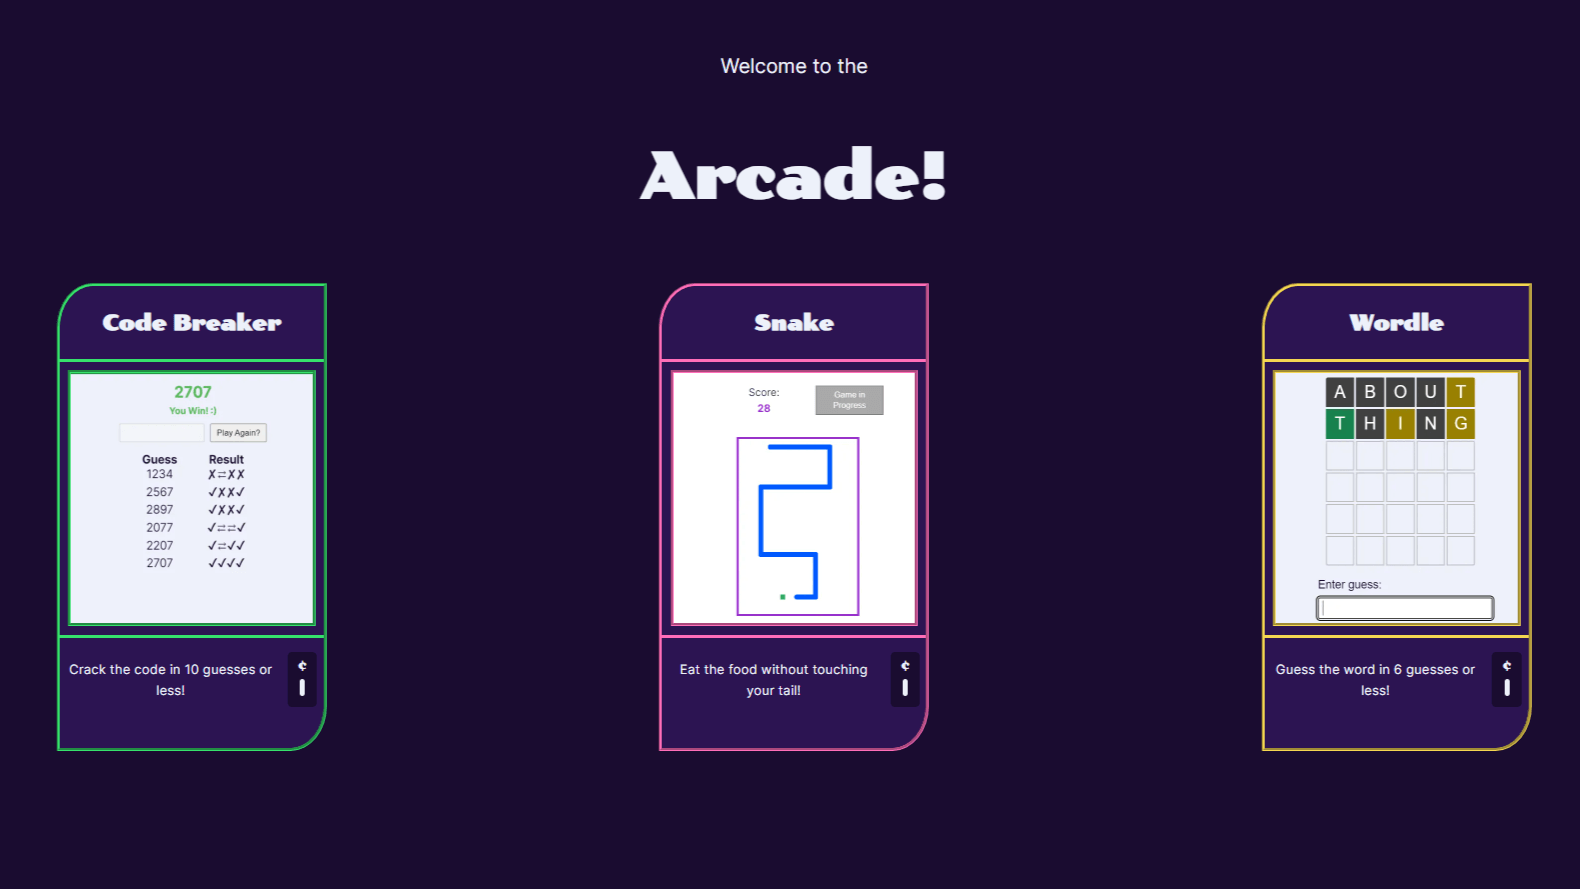 Welcome to the
Arcade!
Code Breaker
2707
You Win! :)
Play Again?
Guess Result
1234 ✗⇄✗✗
2567 ✓✗✗✓
2897 ✓✗✗✓
2077 ✓⇄⇄✓
2207 ✓⇄✓✓
2707 ✓✓✓✓
Crack the code in 10 guesses or
less!
¢
Snake
Score:
28
Game in
Progress
Eat the food without touching
your tail!
¢
Wordle
A B O U T
T H I N G
Enter guess:
Guess the word in 6 guesses or
less!
¢